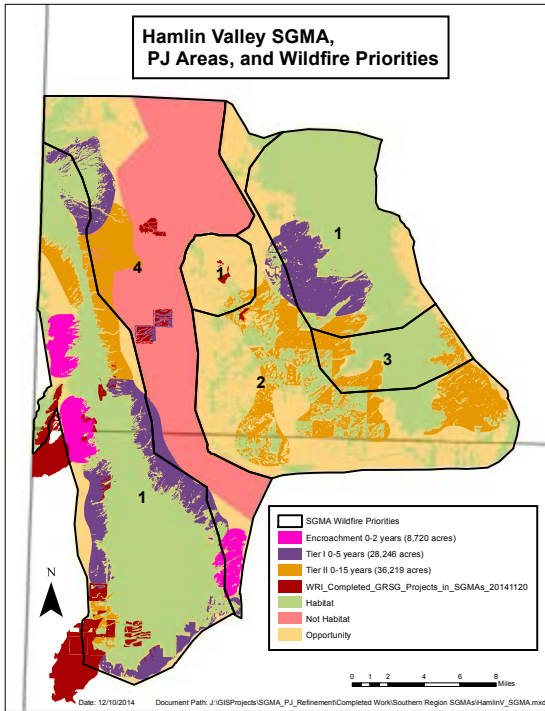 Hamlin Valley SGMA,
PJ Areas, and Wildfire Priorities
1
4
1
3
2
1
N
SGMA Wildfire Priorities
Encroachment 0-2 years (8,720 acres)
Tier I 0-5 years (28,246 acres)
Tier II 0-15 years (36,219 acres)
WRI_Completed_GRSG_Projects_in_SGMAs_20141120
Habitat
Not Habitat
Opportunity
0 1 2 4 6 8
Miles
Date: 12/10/2014 Document Path: J:\GISProjects\SGMA_PJ_Refinement\Completed Work\Southern Region SGMAs\HamlinV_SGMA.mxd